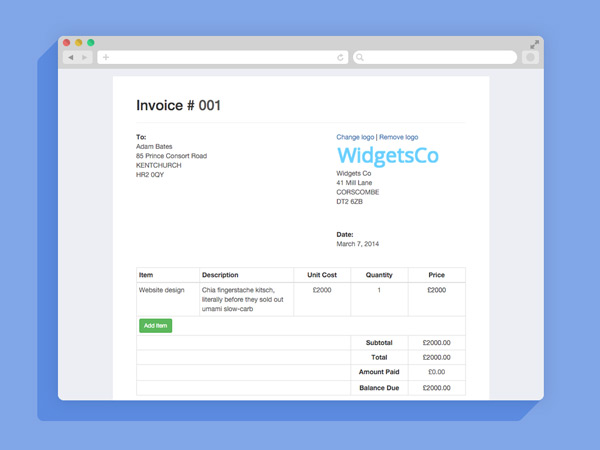 Invoice # 001
To:
Adam Bates
85 Prince Consort Road
KENTCHURCH
HR2 0QY
Change logo | Remove logo
WidgetsCo
Widgets Co
41 Mill Lane
CORSCOMBE
DT2 6ZB
Date:
March 7, 2014
Item Description Unit Cost Quantity Price
Website design Chia fingerstache kitsch, £2000 1 £2000
literally before they sold out
umami slow-carb
Add Item
Subtotal £2000.00
Total £2000.00
Amount Paid £0.00
Balance Due £2000.00